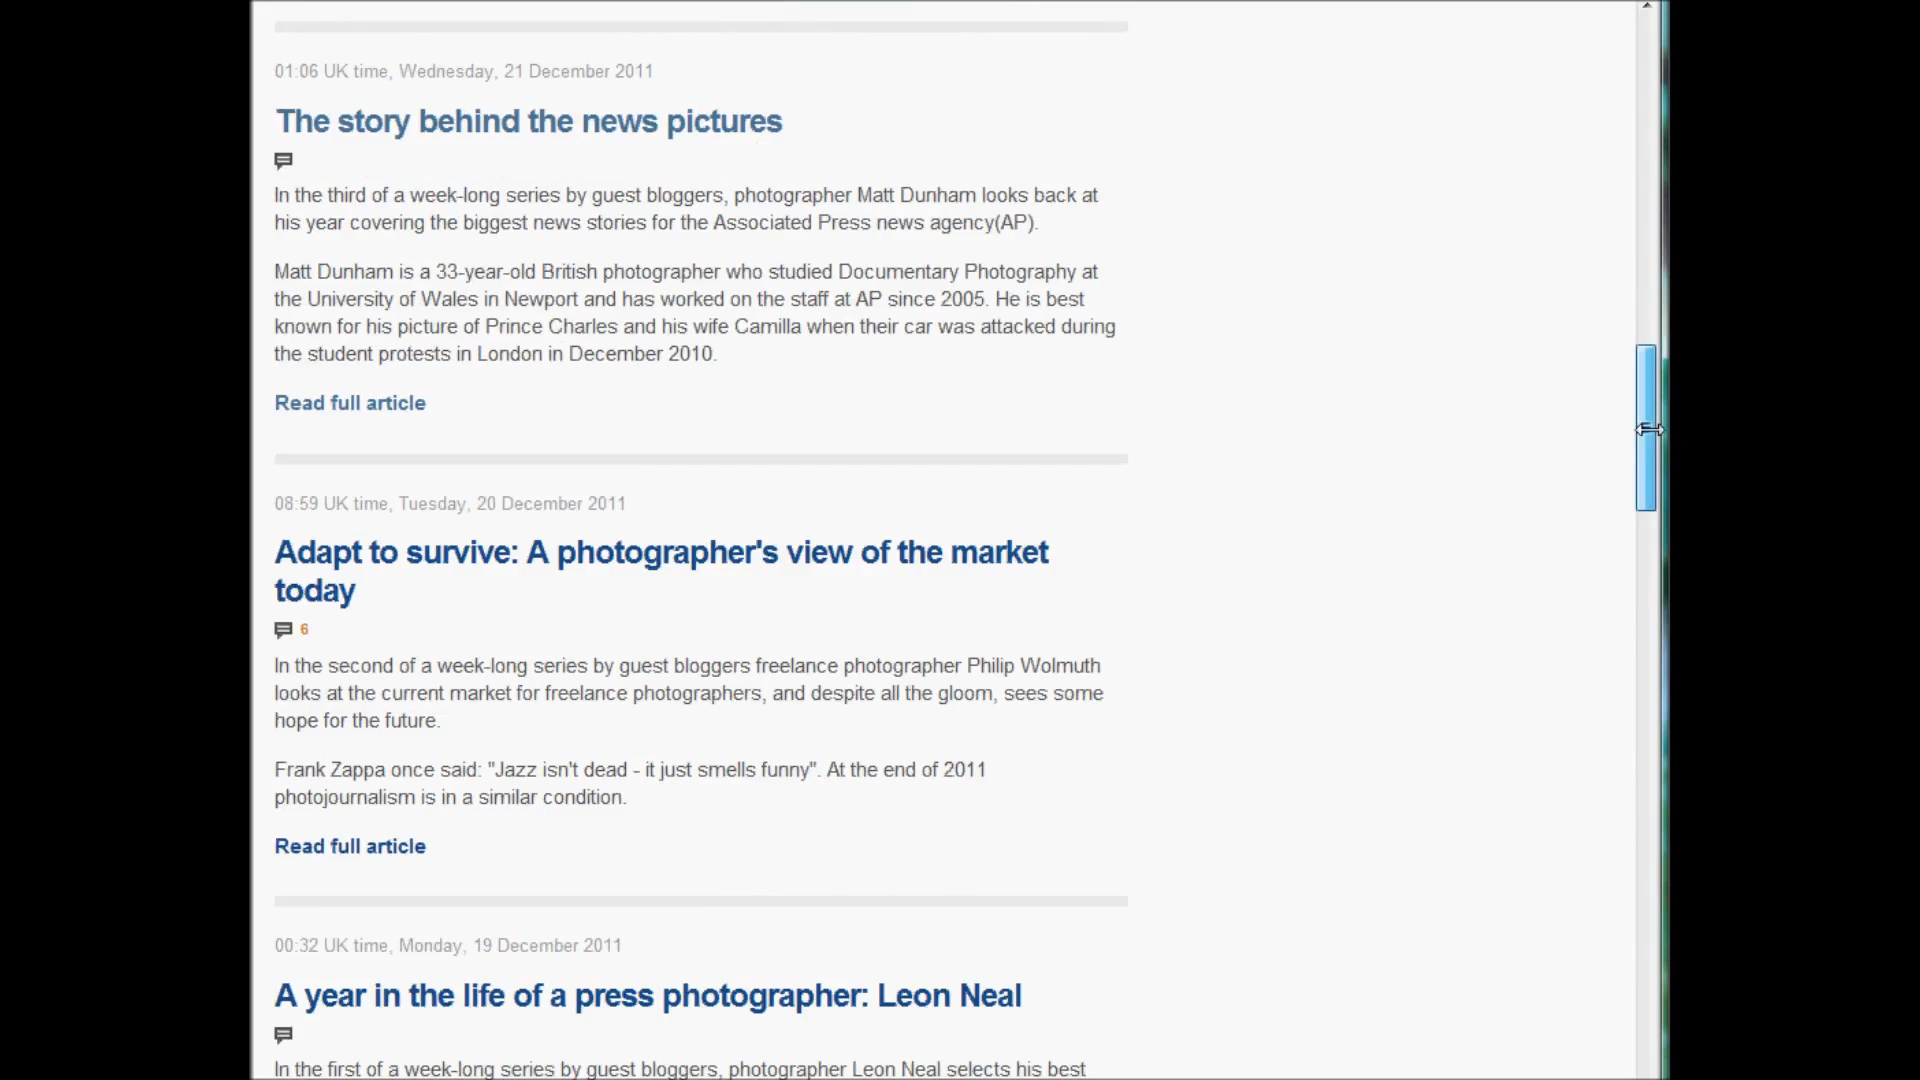 01:06 UK time, Wednesday, 21 December 2011
The story behind the news pictures
In the third of a week-long series by guest bloggers, photographer Matt Dunham looks back at
his year covering the biggest news stories for the Associated Press news agency(AP).
Matt Dunham is a 33-year-old British photographer who studied Documentary Photography at
the University of Wales in Newport and has worked on the staff at AP since 2005. He is best
known for his picture of Prince Charles and his wife Camilla when their car was attacked during
the student protests in London in December 2010.
Read full article
08:59 UK time, Tuesday, 20 December 2011
Adapt to survive: A photographer's view of the market
today
6
In the second of a week-long series by guest bloggers freelance photographer Philip Wolmuth
looks at the current market for freelance photographers, and despite all the gloom, sees some
hope for the future.
Frank Zappa once said: "Jazz isn't dead - it just smells funny". At the end of 2011
photojournalism is in a similar condition.
Read full article
00:32 UK time, Monday, 19 December 2011
A year in the life of a press photographer: Leon Neal
In the first of a week-long series by guest bloggers, photographer Leon Neal selects his best